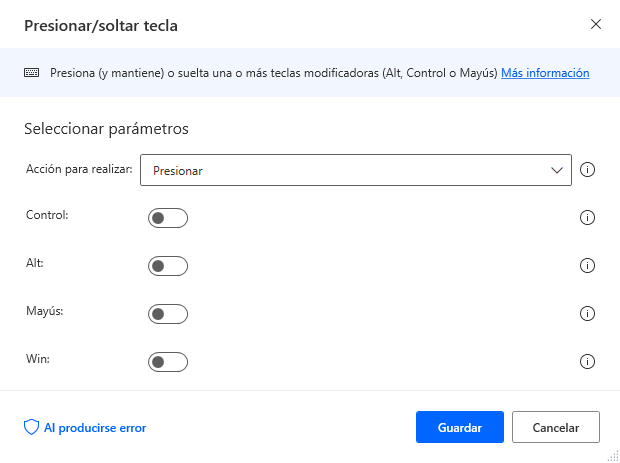 Presionar/soltar tecla
Presiona (y mantiene) o suelta una o más teclas modificadoras (Alt, Control o Mayús) Más información
Seleccionar parámetros
Acción para realizar: Presionar
Control:
Alt:
Mayús:
Win:
Al producirse error Guardar Cancelar